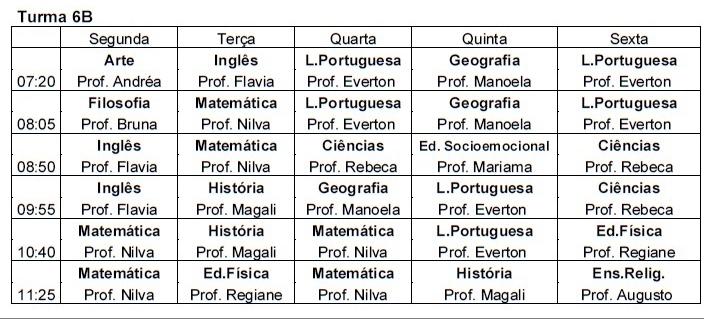 Turma 6B
Segunda Terça Quarta Quinta Sexta
Arte Inglês L.Portuguesa Geografia L.Portuguesa
07:20 Prof. Andréa Prof. Flavia Prof. Everton Prof. Manoela Prof. Everton
Filosofia Matemática L.Portuguesa Geografia L.Portuguesa
08:05 Prof. Bruna Prof. Nilva Prof. Everton Prof. Manoela Prof. Everton
Inglês Matemática Ciências Ed. Socioemocional Ciências
08:50 Prof. Flavia Prof. Nilva Prof. Rebeca Prof. Mariama Prof. Rebeca
Inglês História Geografia L.Portuguesa Ciências
09:55 Prof. Flavia Prof. Magali Prof. Manoela Prof. Everton Prof. Rebeca
Matemática História Matemática L.Portuguesa Ed.Física
10:40 Prof. Nilva Prof. Magali Prof. Nilva Prof. Everton Prof. Regiane
Matemática Ed.Física Matemática História Ens.Relig.
11:25 Prof. Nilva Prof. Regiane Prof. Nilva Prof. Magali Prof. Augusto